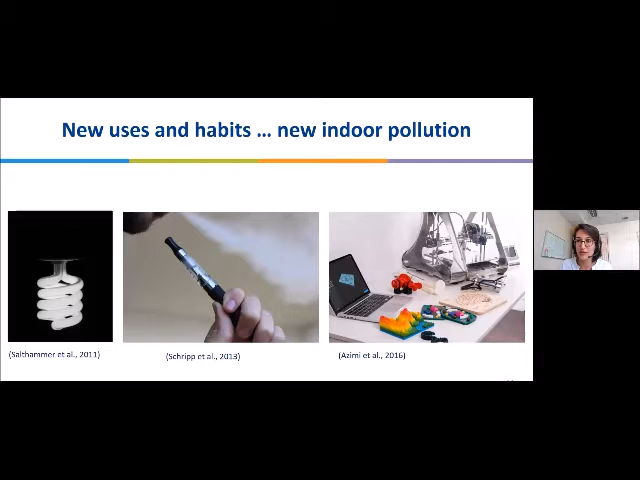 New uses and habits … new indoor pollution
(Salthammer et al., 2011)
(Schripp et al., 2013)
(Azimi et al., 2016)